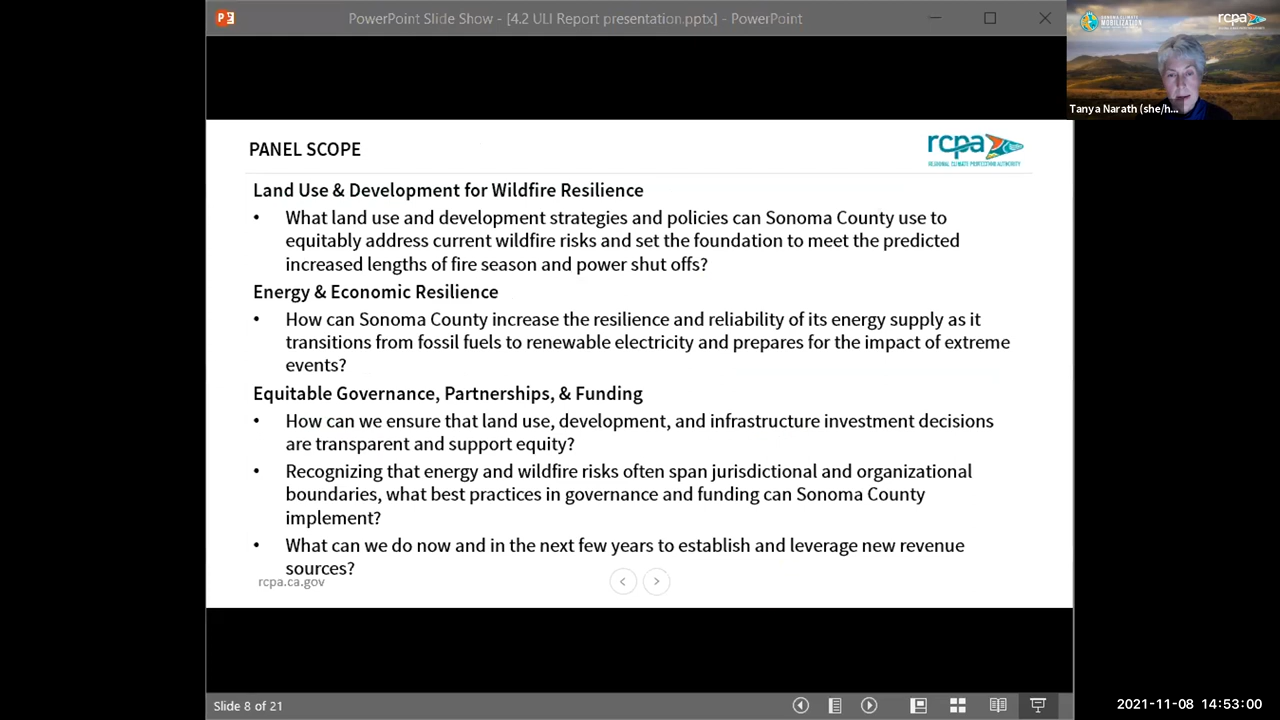 PowerPoint Slide Show - [4.2 ULI Report presentation.pptx] - PowerPoint
rcpa
Tanya Narath (she/h...
PANEL SCOPE
rcpa
REGIONAL CLIMATE PROTECTION AUTHORITY
Land Use & Development for Wildfire Resilience
• What land use and development strategies and policies can Sonoma County use to
equitably address current wildfire risks and set the foundation to meet the predicted
increased lengths of fire season and power shut offs?
Energy & Economic Resilience
• How can Sonoma County increase the resilience and reliability of its energy supply as it
transitions from fossil fuels to renewable electricity and prepares for the impact of extreme
events?
Equitable Governance, Partnerships, & Funding
• How can we ensure that land use, development, and infrastructure investment decisions
are transparent and support equity?
• Recognizing that energy and wildfire risks often span jurisdictional and organizational
boundaries, what best practices in governance and funding can Sonoma County
implement?
• What can we do now and in the next few years to establish and leverage new revenue
sources?
rcpa.ca.gov
Slide 8 of 21
2021-11-08 14:53:00